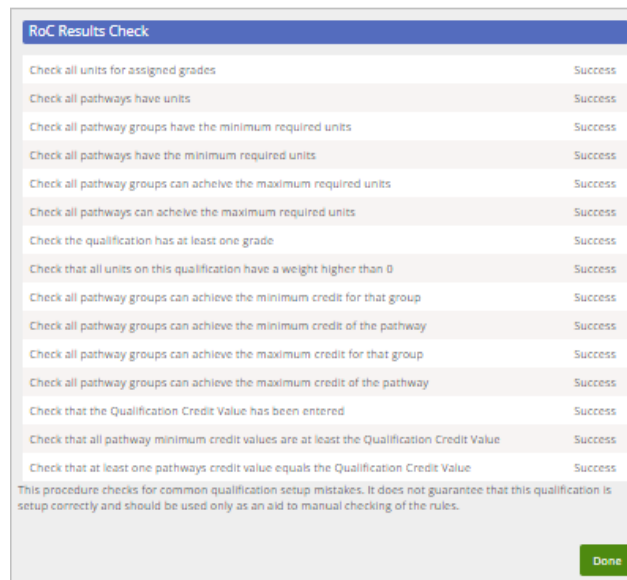 RoC Results Check
Check all units for assigned grades Success
Check all pathways have units Success
Check all pathway groups have the minimum required units Success
Check all pathways have the minimum required units Success
Check all pathway groups can acheive the maximum required units Success
Check all pathways can acheive the maximum required units Success
Check the qualification has at least one grade Success
Check that all units on this qualification have a weight higher than 0 Success
Check all pathway groups can achieve the minimum credit for that group Success
Check all pathway groups can achieve the minimum credit of the pathway Success
Check all pathway groups can achieve the maximum credit for that group Success
Check all pathway groups can achieve the maximum credit of the pathway Success
Check that the Qualification Credit Value has been entered Success
Check that all pathway minimum credit values are at least the Qualification Credit Value Success
Check that at least one pathways credit value equals the Qualification Credit Value Success
This procedure checks for common qualification setup mistakes. It does not guarantee that this qualification is
setup correctly and should be used only as an aid to manual checking of the rules.
Done